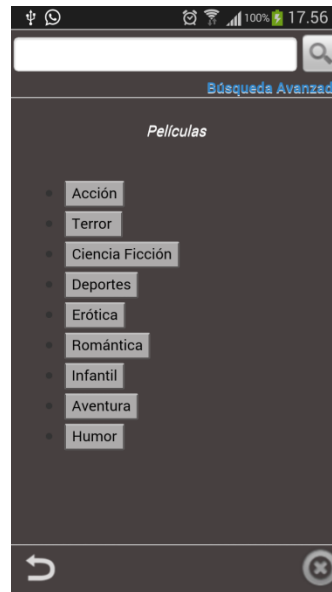 100% 17.56
Búsqueda Avanzad
Películas
Acción
Terror
Ciencia Ficción
Deportes
Erótica
Romántica
Infantil
Aventura
Humor